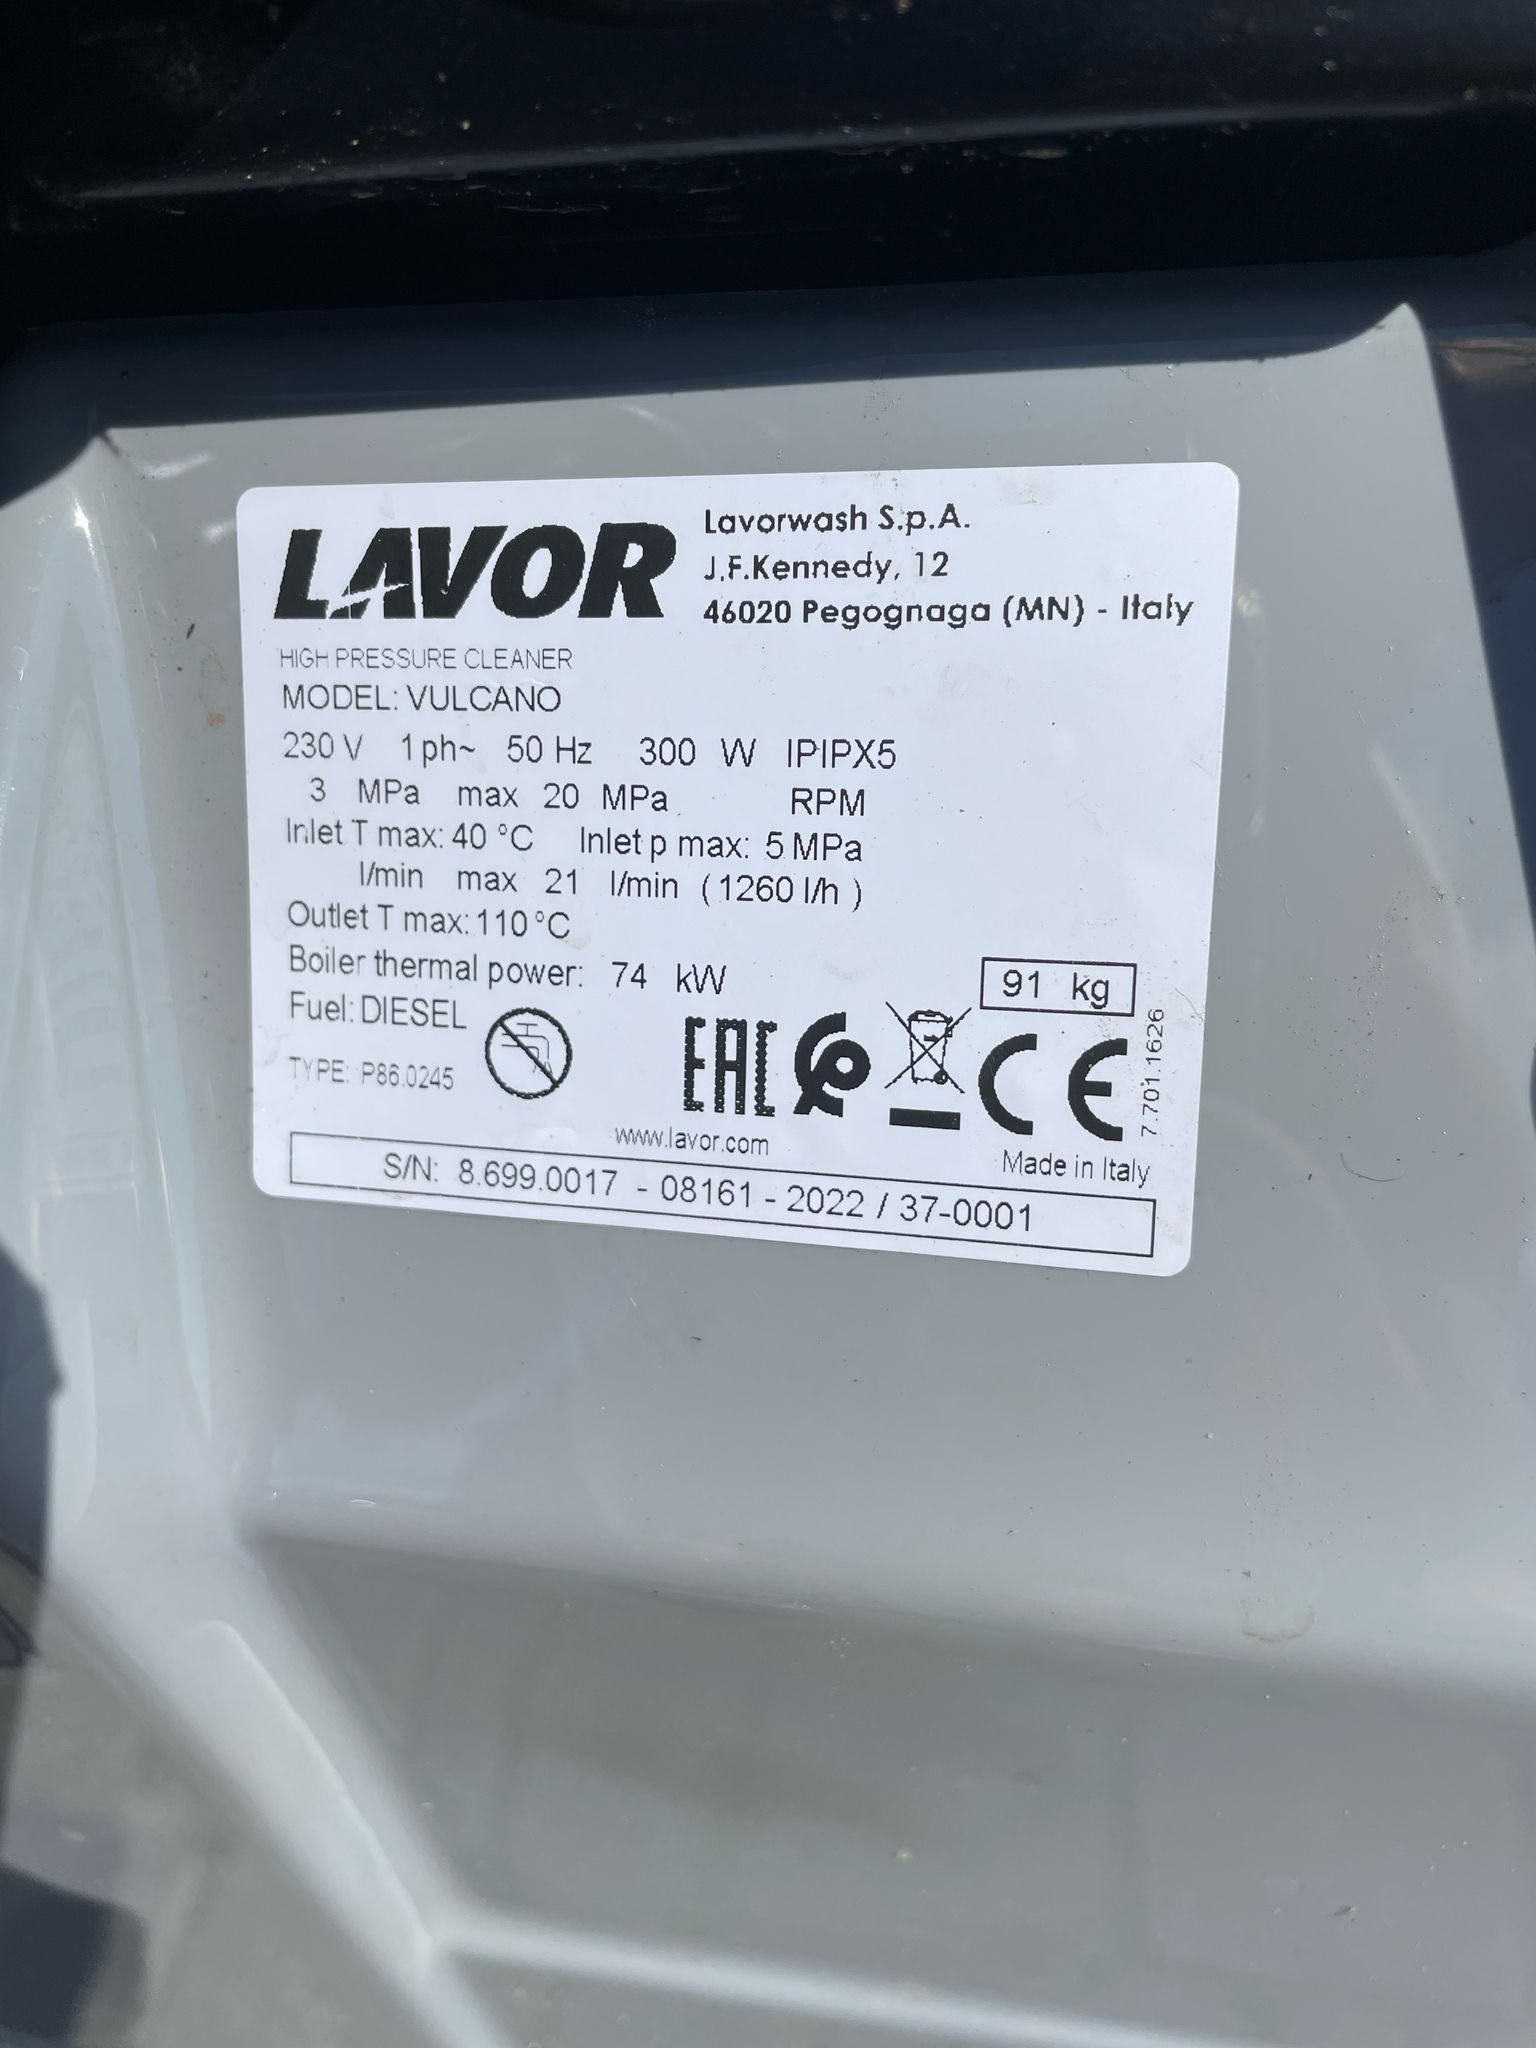 LAVOR
Lavorwash S.p.A.
J.F.Kennedy, 12
46020 Pegognaga (MN) - Italy
HIGH PRESSURE CLEANER
MODEL: VULCANO
230 V 1 ph~ 50 Hz 300 W IPIPX5
3 MPa max 20 MPa RPM
Inlet T max: 40 °C Inlet p max: 5 MPa
l/min max 21 l/min ( 1260 l/h )
Outlet T max: 110 °C
Boiler thermal power: 74 kW
91 kg
Fuel: DIESEL
TYPE: P86.0245
EAC
CE
7.701.1626
www.lavor.com
Made in Italy
S/N: 8.699.0017 - 08161 - 2022 / 37-0001